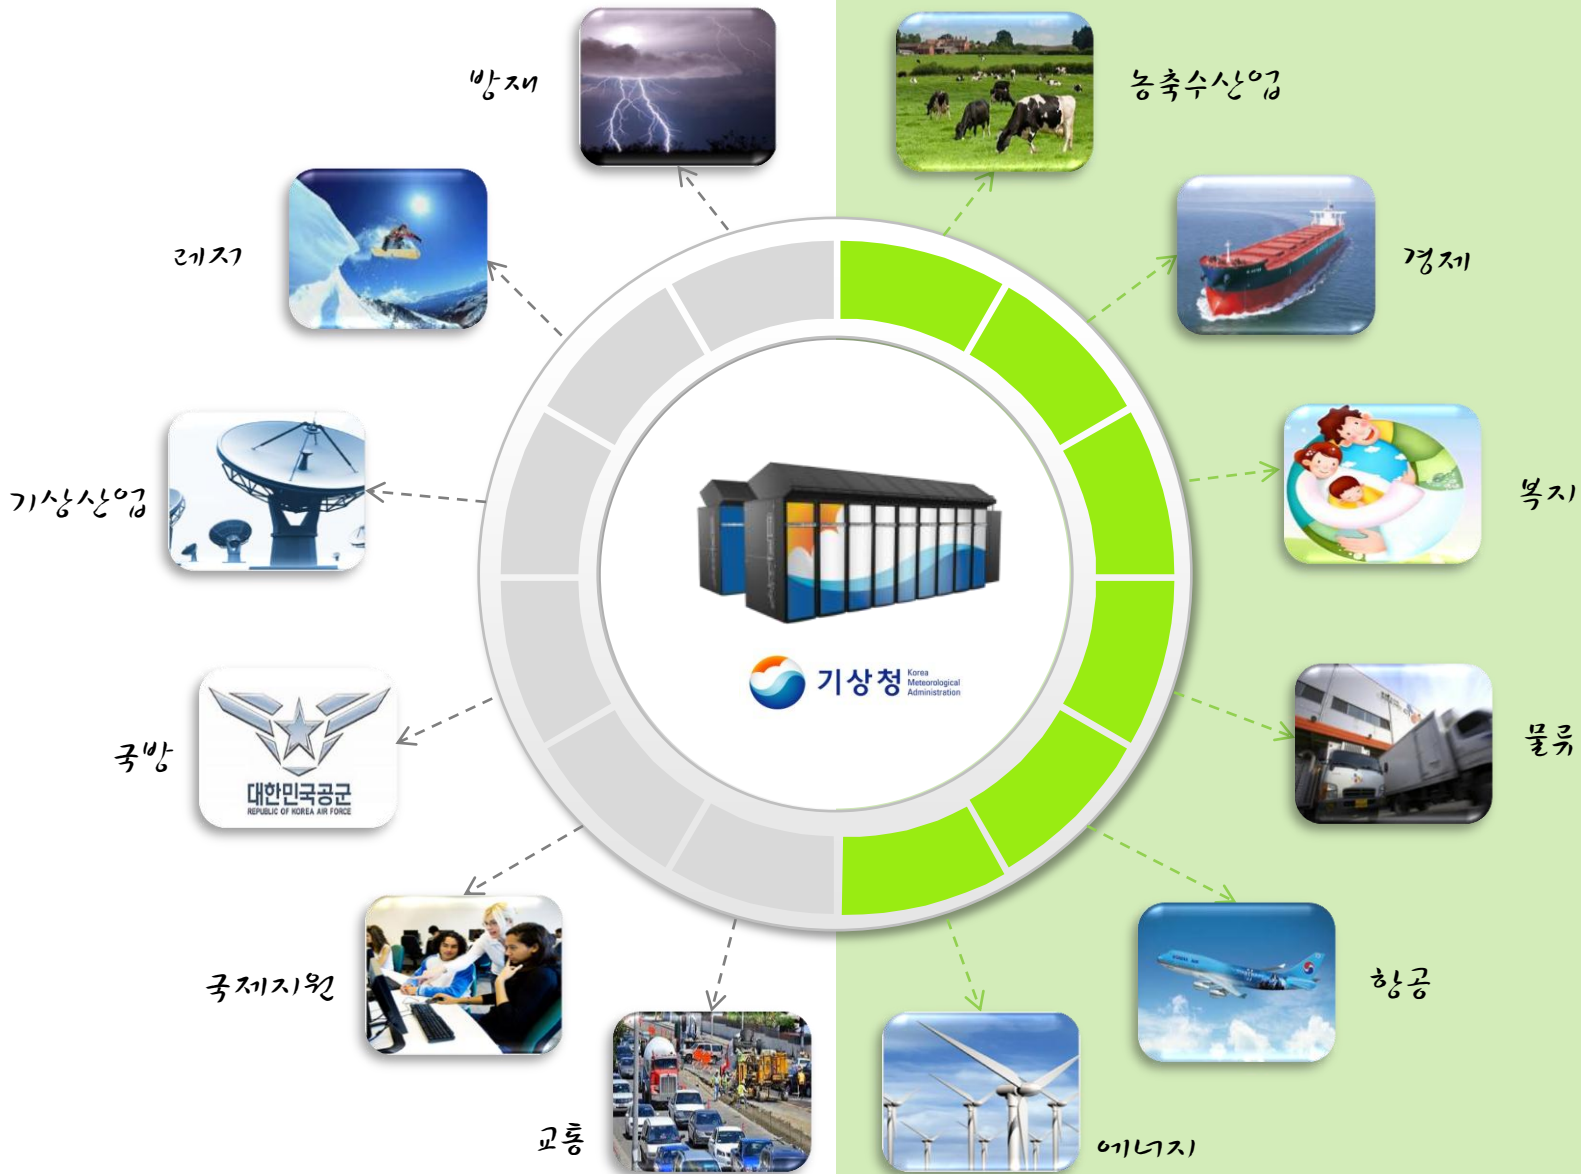 방재
농축수산업
레저
경제
기상산업
복지
기상청
Korea
Meteorological
Administration
국방
대한민국공군
REPUBLIC OF KOREA AIR FORCE
물류
국제지원
항공
KOREAN AIR
교통
에너지